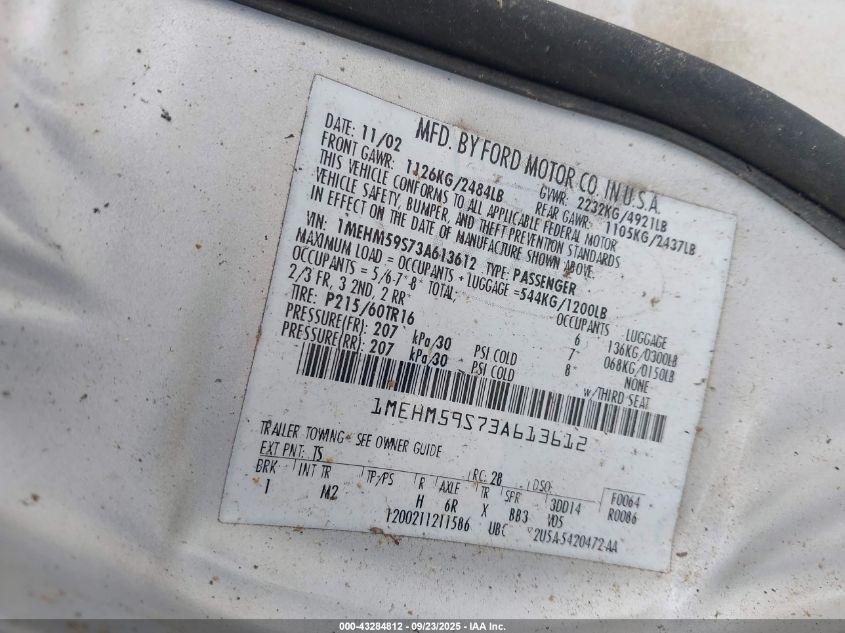 MFD. BY FORD MOTOR CO. IN U.S.A.
DATE: 11/02 GVWR: 2232KG/4921LB
FRONT GAWR: 1126KG/2484LB REAR GAWR: 1105KG/2437LB
THIS VEHICLE CONFORMS TO ALL APPLICABLE FEDERAL MOTOR
VEHICLE SAFETY, BUMPER, AND THEFT PREVENTION STANDARDS
IN EFFECT ON THE DATE OF MANUFACTURE SHOWN ABOVE.
VIN: 1MEHM59S73A613612 TYPE: PASSENGER
MAXIMUM LOAD = OCCUPANTS + LUGGAGE =544KG/1200LB
OCCUPANTS = 5/6-7*8* TOTAL; OCCUPANTS LUGGAGE
2/3 FR, 3 2ND, 2 RR* 6 136KG/0300LB
TIRE: P215/60TR16 7* 068KG/0150LB
PRESSURE(FR): 207 kPa/30 PSI COLD 8* NONE
PRESSURE(RR): 207 kPa/30 PSI COLD w/THIRD SEAT
1MEHM59S73A613612
TRAILER TOWING- SEE OWNER GUIDE
EXT PNT: TS RC: 28 DSO: F0064
BRK INT TR TP/PS R AXLE TR SPR 3DD14 R0086
1 M2 H 6R X BB3 VO5
1200211211586 UBC 2U5A-5420472-AA
000-43284812 - 09/23/2025 - IAA Inc.